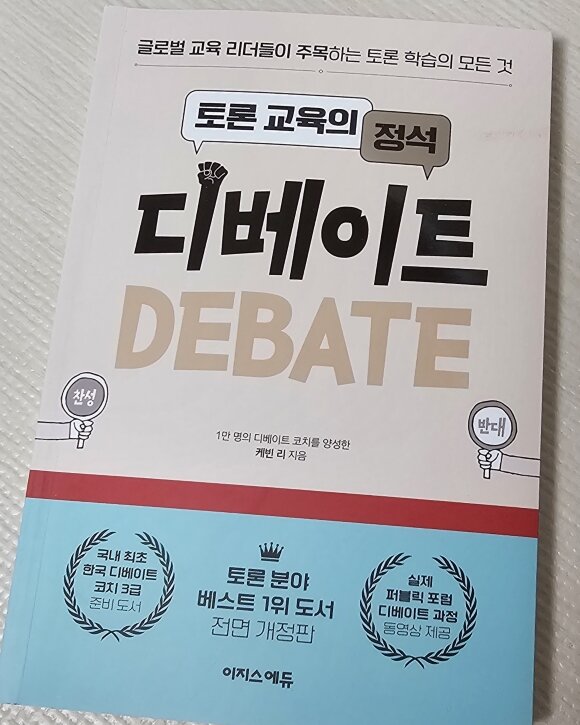 글로벌 교육 리더들이 주목하는 토론 학습의 모든 것
토론 교육의 정석
디베이트
DEBATE
찬성
반대
1만 명의 디베이트 코치를 양성한
케빈 리 지음
국내 최초
한국 디베이트
코치 3급
준비 도서
토론 분야
베스트 1위 도서
전면 개정판
실제
퍼블릭 포럼
디베이트 과정
동영상 제공
이지스에듀